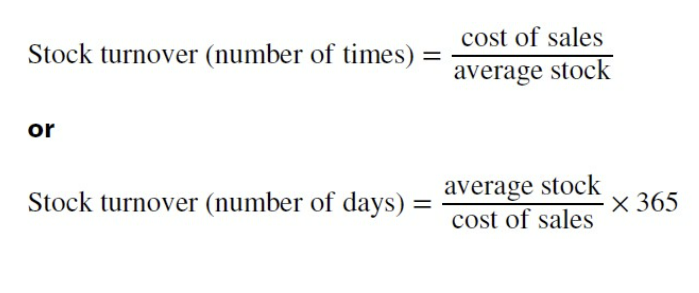 Stock turnover (number of times) = cost of sales / average stock
or
Stock turnover (number of days) = average stock / cost of sales × 365